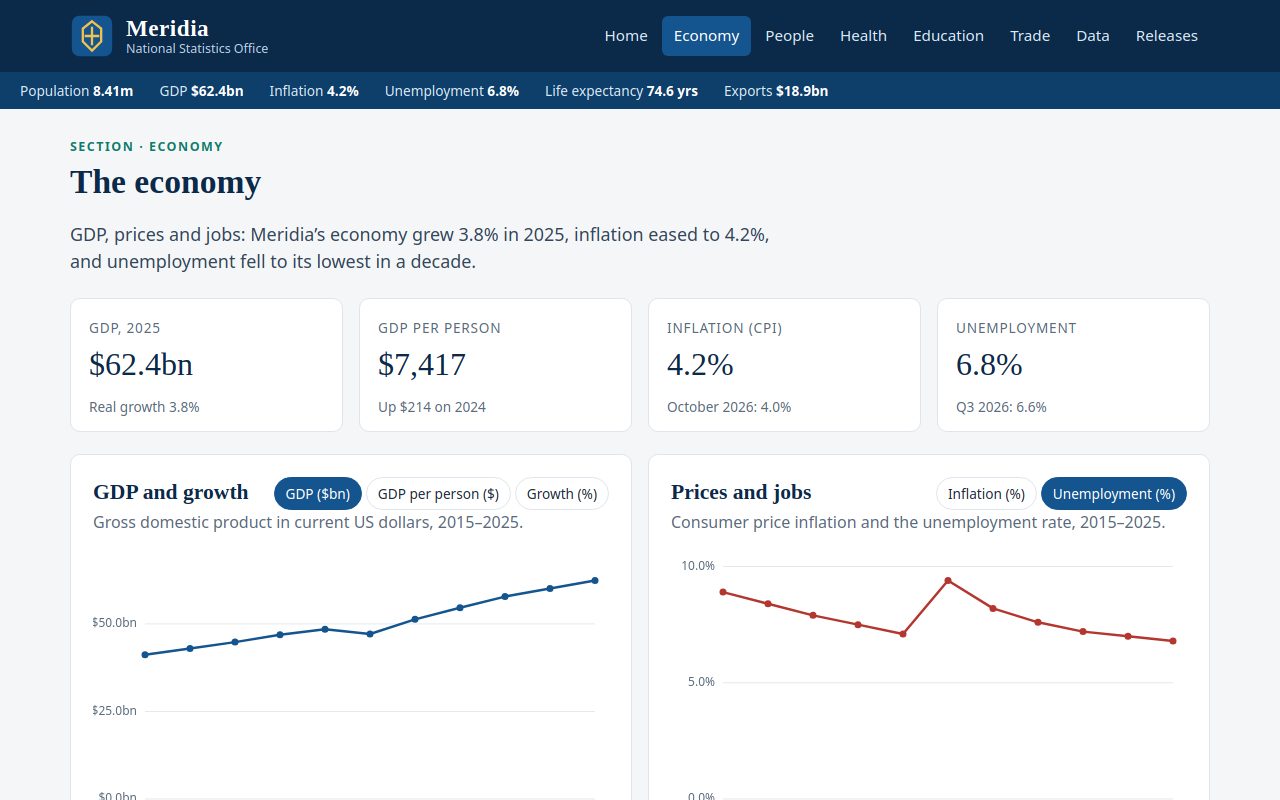 Meridia
National Statistics Office
Home Economy People Health Education Trade Data Releases
Population 8.41m GDP $62.4bn Inflation 4.2% Unemployment 6.8% Life expectancy 74.6 yrs Exports $18.9bn
SECTION · ECONOMY
The economy
GDP, prices and jobs: Meridia’s economy grew 3.8% in 2025, inflation eased to 4.2%,
and unemployment fell to its lowest in a decade.
GDP, 2025
$62.4bn
Real growth 3.8%
GDP PER PERSON
$7,417
Up $214 on 2024
INFLATION (CPI)
4.2%
October 2026: 4.0%
UNEMPLOYMENT
6.8%
Q3 2026: 6.6%
GDP and growth
GDP ($bn) GDP per person ($) Growth (%)
Gross domestic product in current US dollars, 2015–2025.
$50.0bn
$25.0bn
$0.0bn
Prices and jobs
Inflation (%) Unemployment (%)
Consumer price inflation and the unemployment rate, 2015–2025.
10.0%
5.0%
0.0%